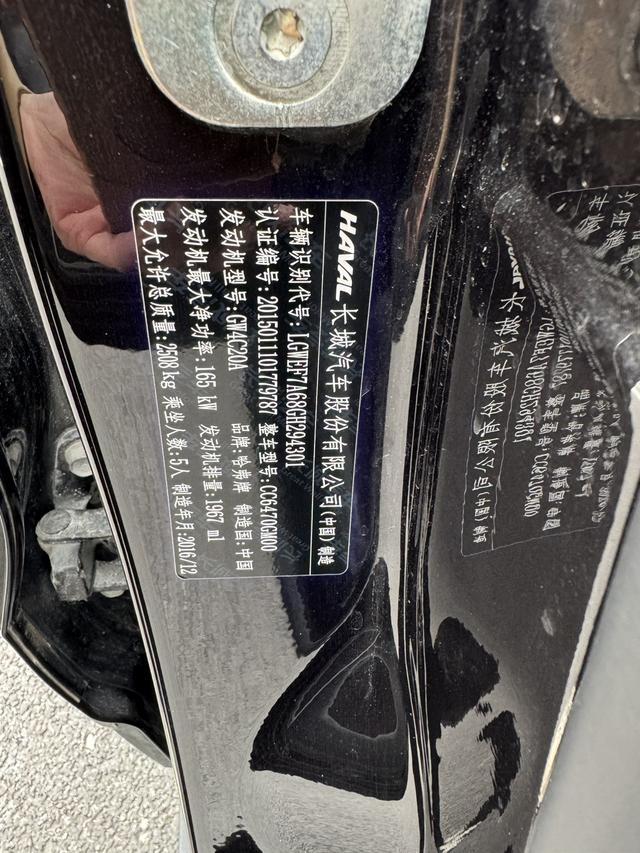 HAVAL 长城汽车股份有限公司(中国) 制造
车辆识别代号:LGWEF7A68GH294301
认证编号:2015011101779787 整车型号:CC6470GM00
发动机型号:GW4C20A 品牌:哈弗牌 制造国:中国
发动机最大净功率:165 kW 发动机排量:1967 ml
最大允许总质量:2508 kg 乘坐人数:5人 制造年月:2016/12